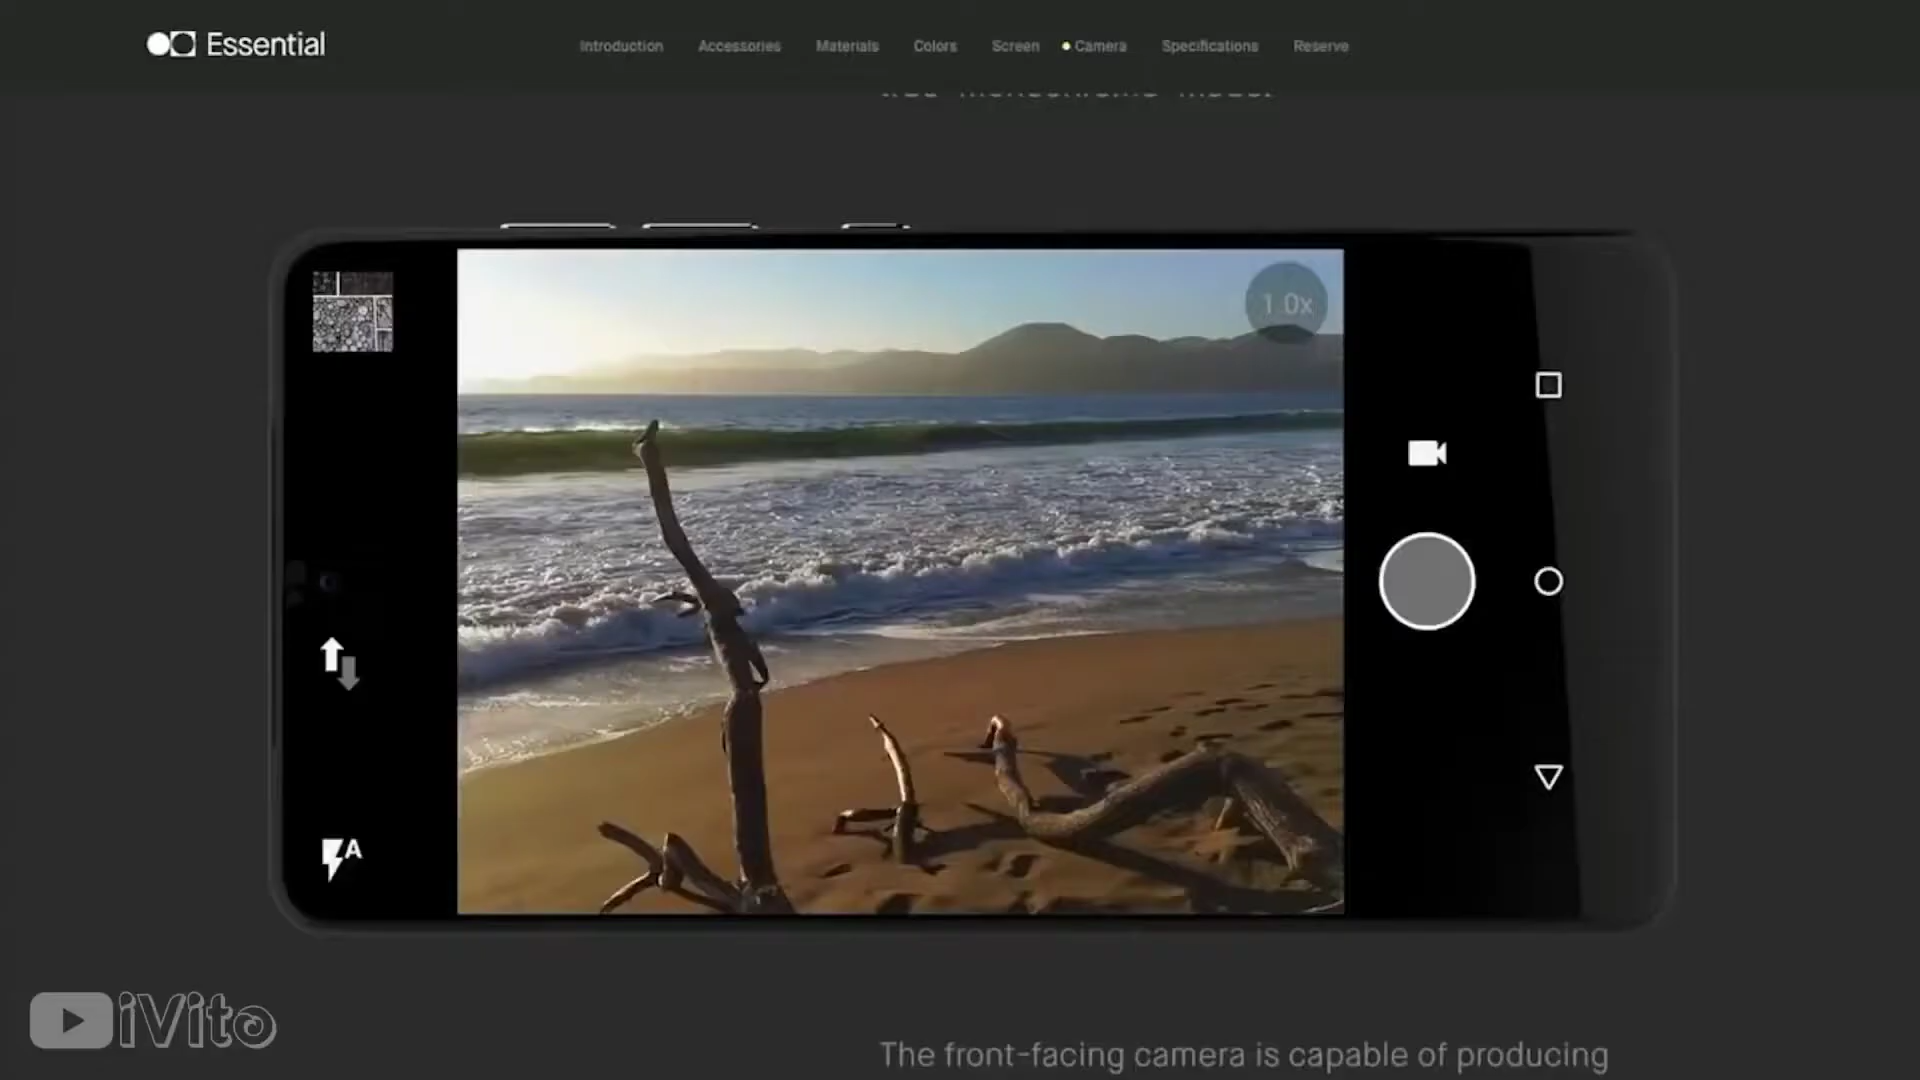 Essential
Introduction Accessories Materials Colors Screen Camera Specifications Reserve
1.0x
A
iVito
The front-facing camera is capable of producing